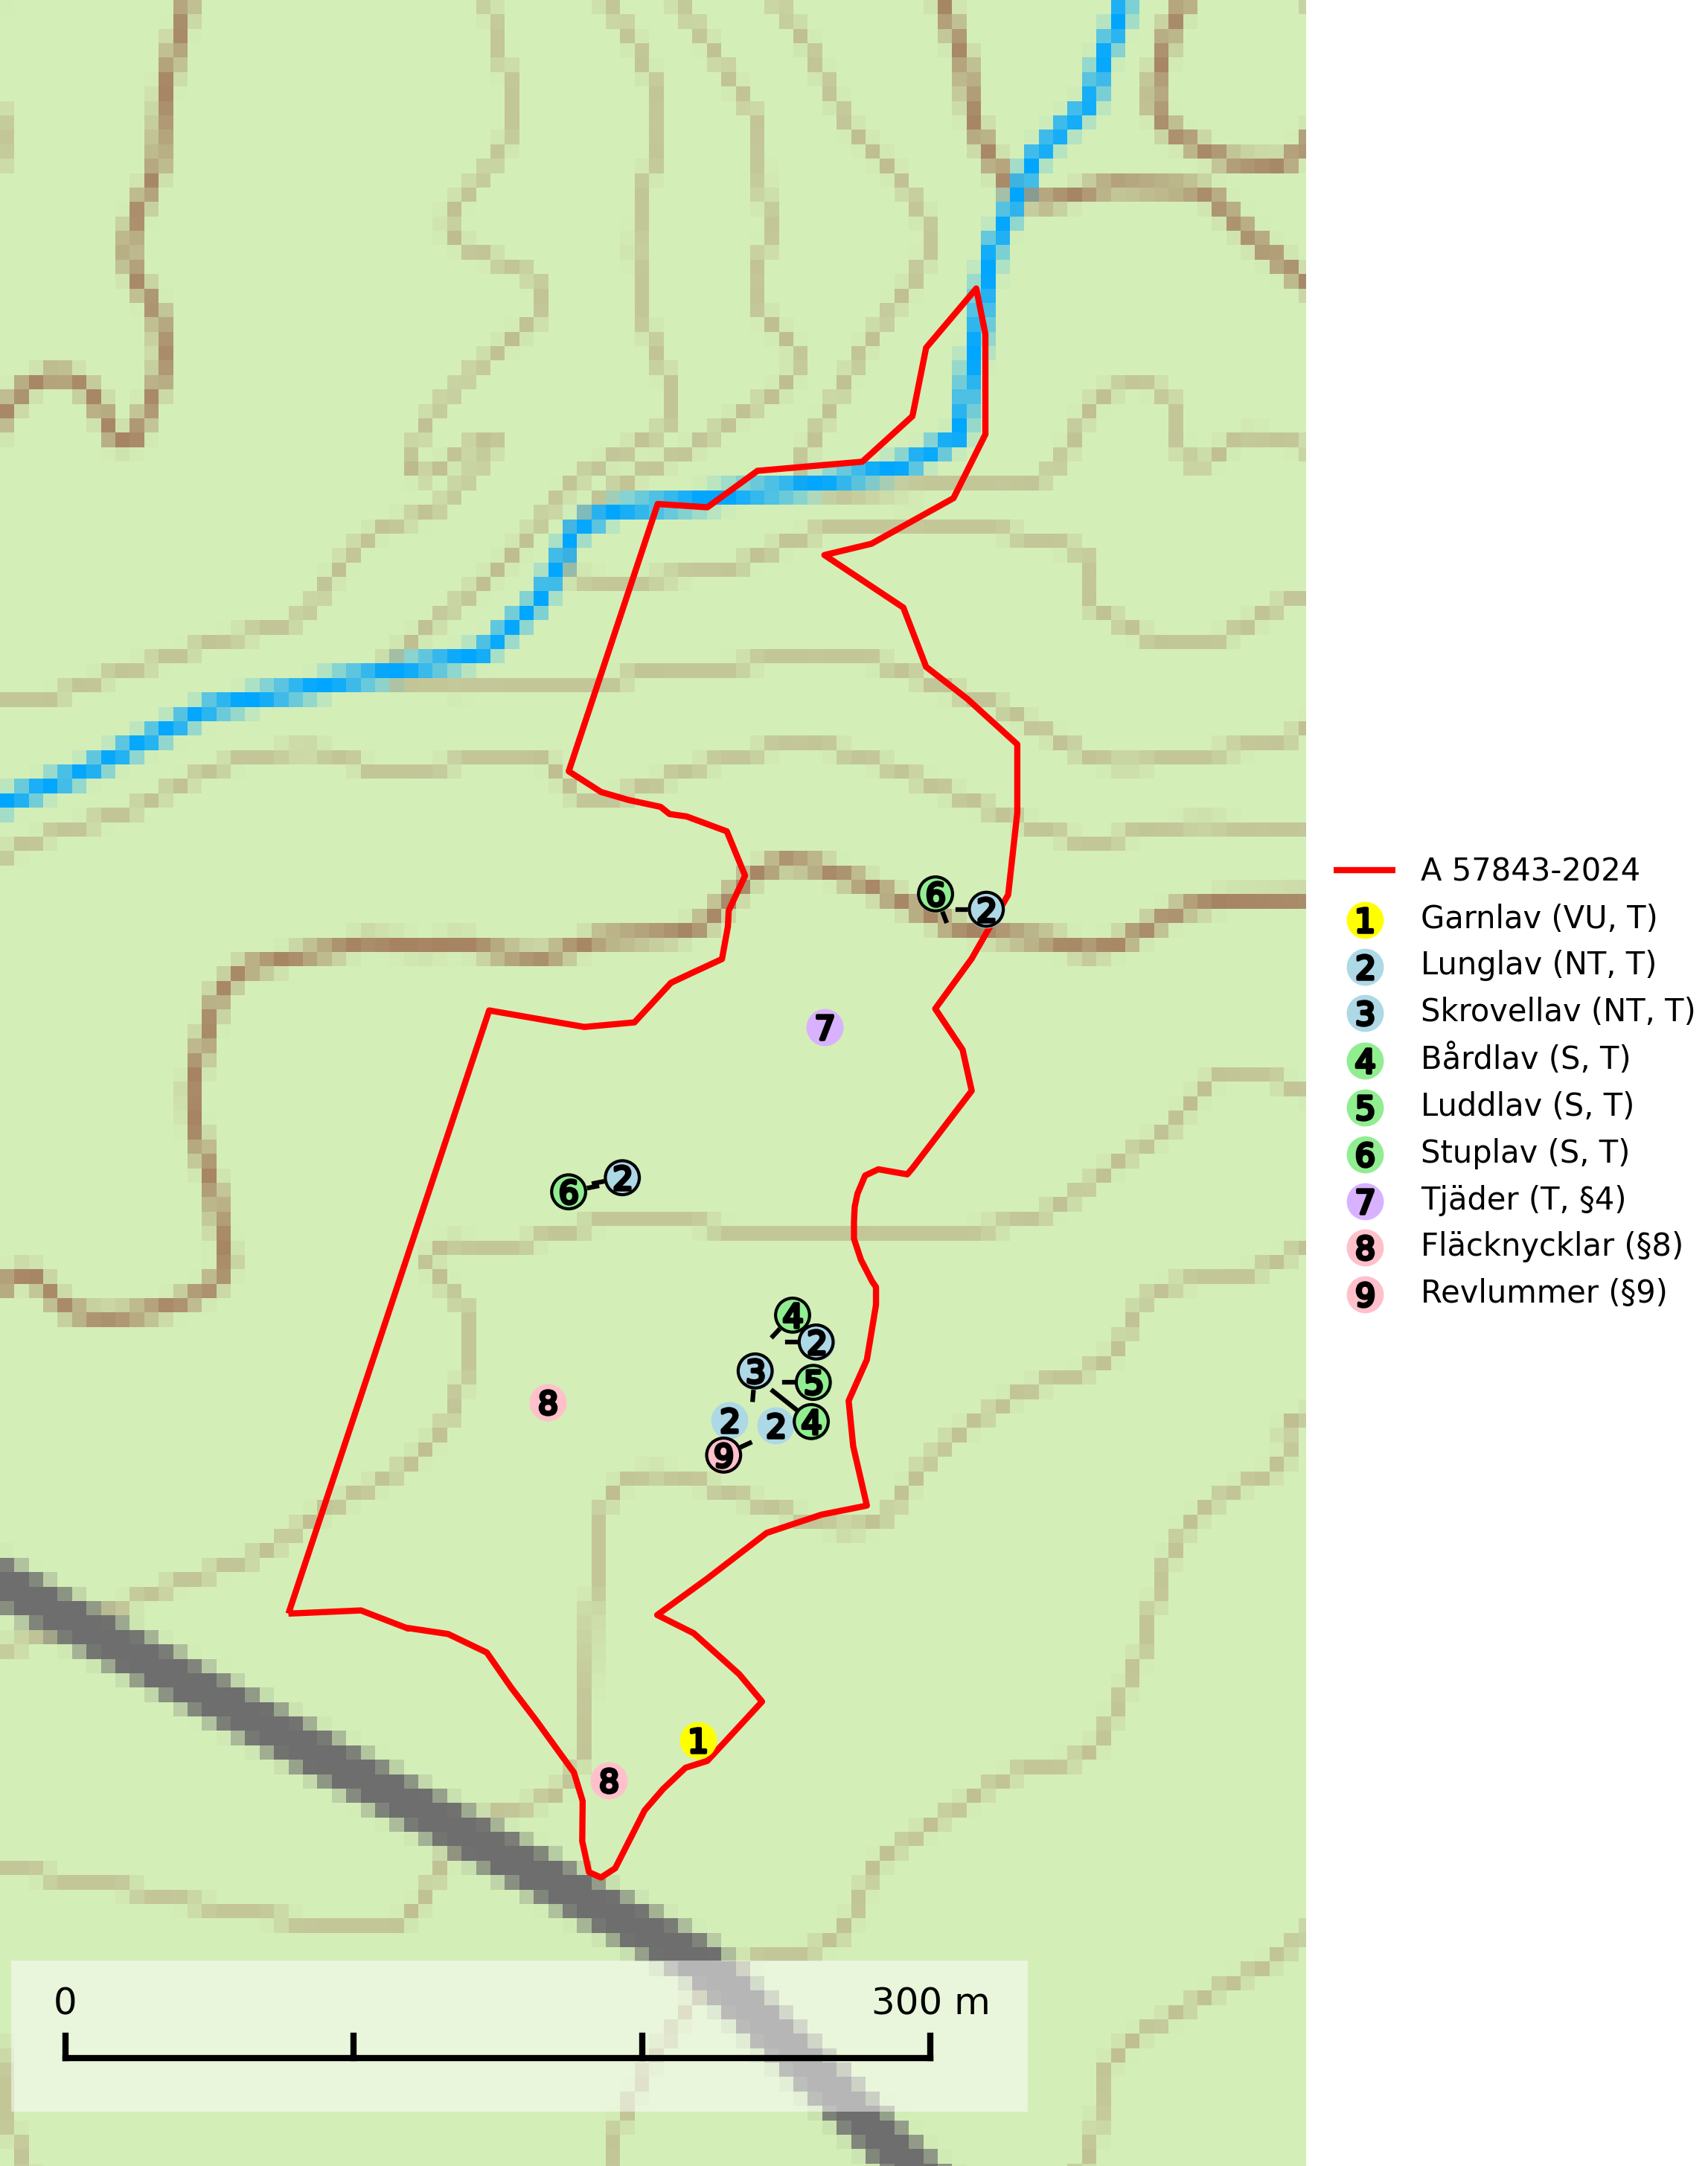 6
2
7
6
2
4
2
3
5
8
2
2
4
9
1
8
0 300 m
A 57843-2024
1 Garnlav (VU, T)
2 Lunglav (NT, T)
3 Skrovellav (NT, T)
4 Bårdlav (S, T)
5 Luddlav (S, T)
6 Stuplav (S, T)
7 Tjäder (T, §4)
8 Fläcknycklar (§8)
9 Revlummer (§9)